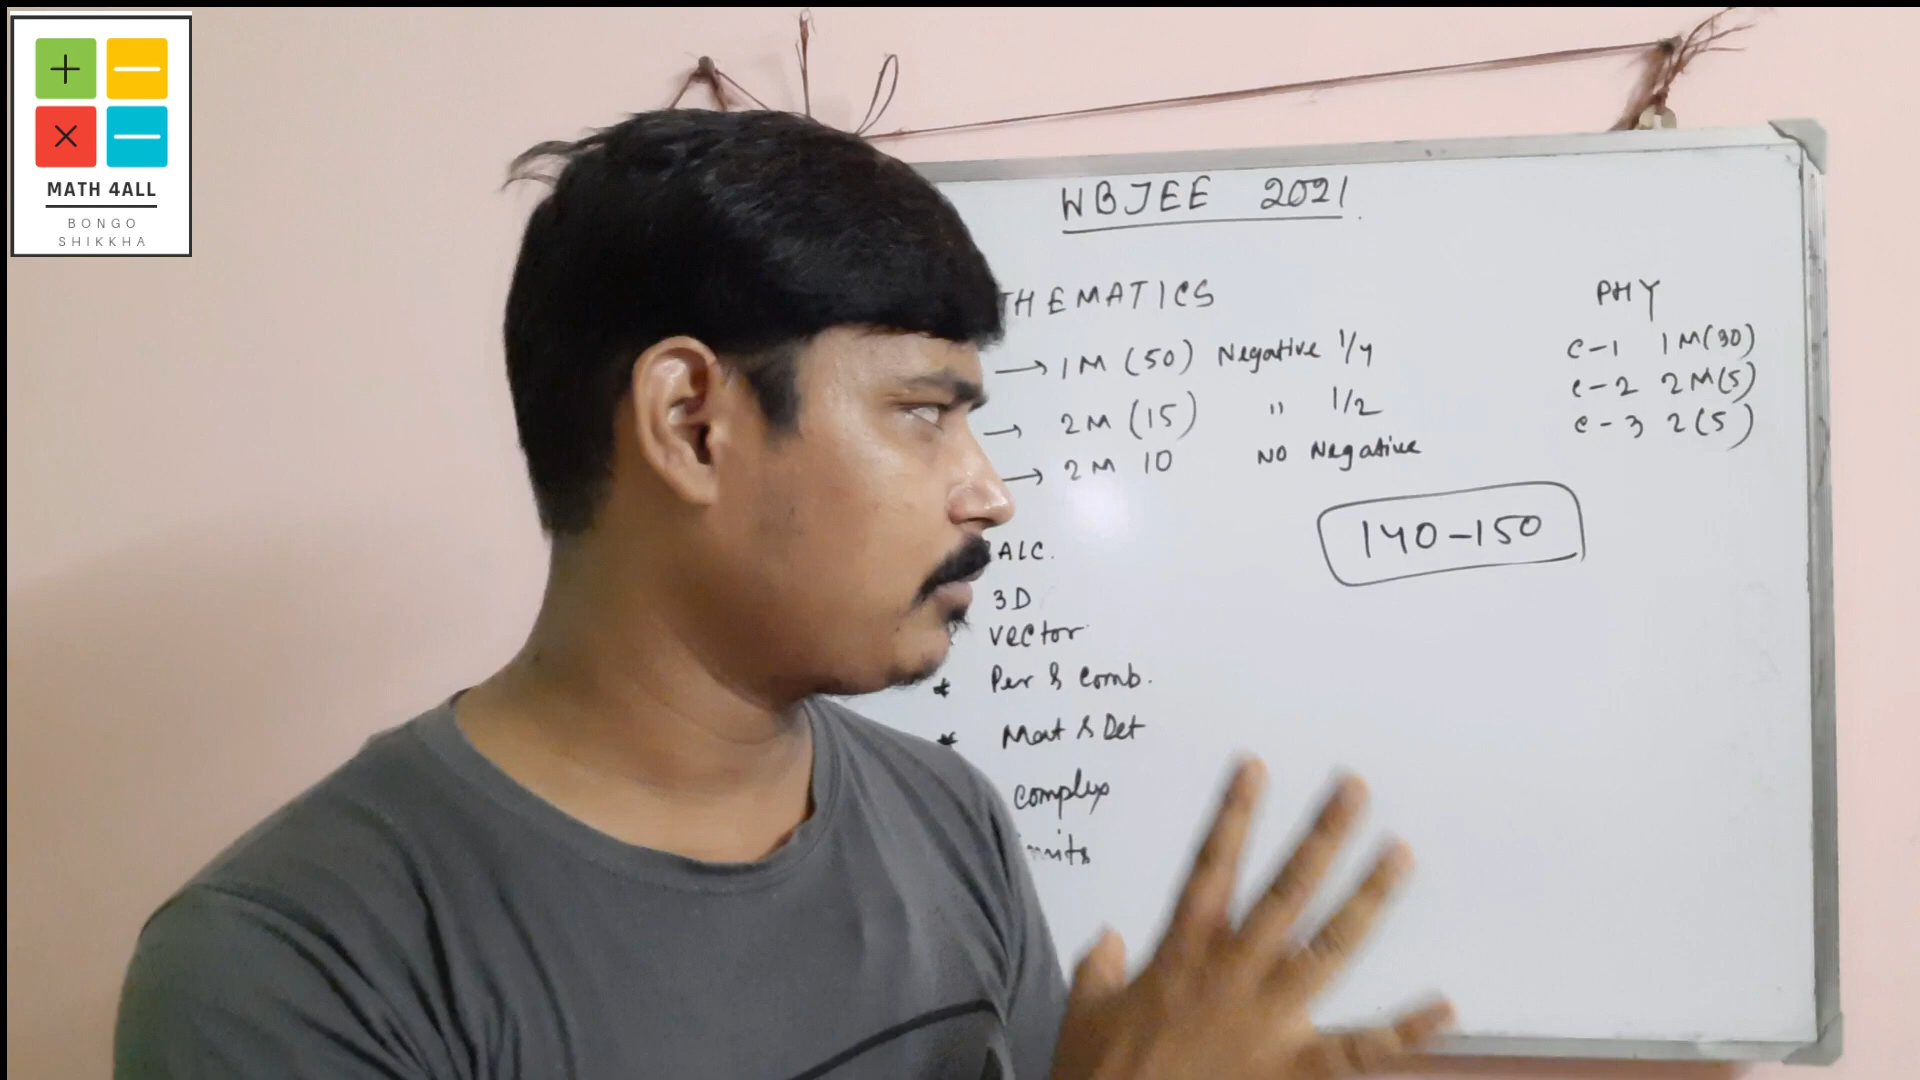 MATH 4ALL
BONGO
SHIKKHA
WBJEE 2021
THEMATICS
→ 1M (50) Negative 1/4
→ 2M (15) " 1/2
→ 2M 10 NO Negative
PHY
C-1 1M(30)
C-2 2M(5)
C-3 2(5)
140-150
ALC.
3D
Vector
* Per & Comb.
* Mat & Det
Complex
imits